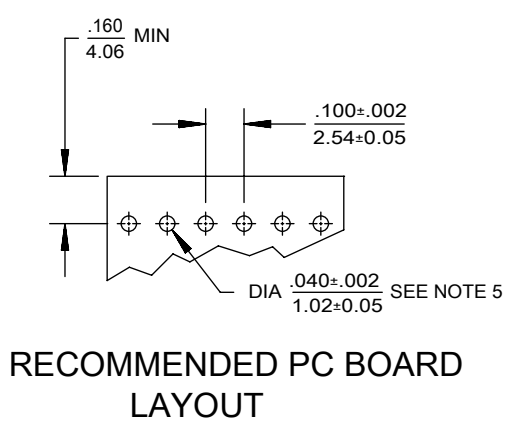 .160
4.06 MIN
.100±.002
2.54±0.05
DIA .040±.002
1.02±0.05 SEE NOTE 5
RECOMMENDED PC BOARD
LAYOUT